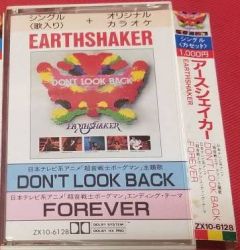 シングル
〈歌入り〉
+
オリジナル
カラオケ
EARTHSHAKER
DON'T LOOK BACK
EARTHSHAKER
日本テレビ系アニメ「超音戦士ボーグマン」主題歌
DON'T LOOK BACK
日本テレビ系アニメ「超音戦士ボーグマン」エンディング・テーマ
FOREVER
ZX10-6128
DOLBY SYSTEM
DOLBY HX PRO
シングル
〈カセット〉
1,000円
アースシェイカー
EARTHSHAKER
DON'T LOOK BACK
FOREVER
ZX10-6128